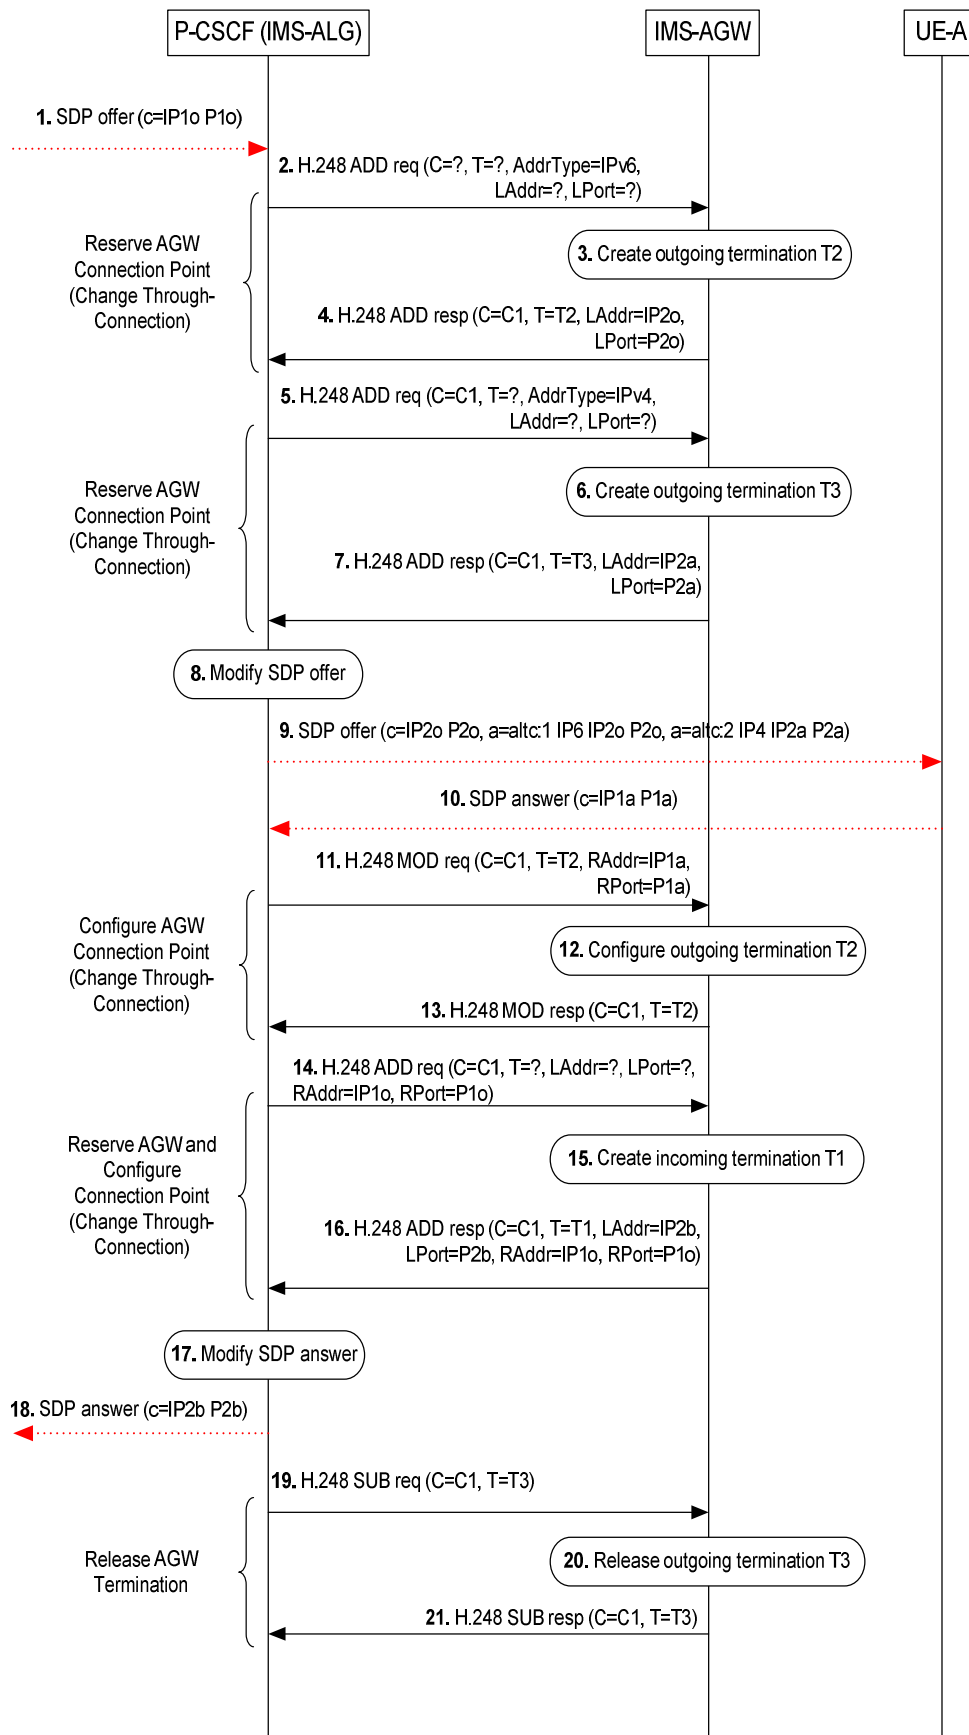 P-CSCF (IMS-ALG)
IMS-AGW
UE-A
1. SDP offer (c=IP1o P1o)
2. H.248 ADD req (C=?, T=?, AddrType=IPv6,
LAddr=?, LPort=?)
Reserve AGW
Connection Point
(Change Through-
Connection)
3. Create outgoing termination T2
4. H.248 ADD resp (C=C1, T=T2, LAddr=IP2o,
LPort=P2o)
5. H.248 ADD req (C=C1, T=?, AddrType=IPv4,
LAddr=?, LPort=?)
Reserve AGW
Connection Point
(Change Through-
Connection)
6. Create outgoing termination T3
7. H.248 ADD resp (C=C1, T=T3, LAddr=IP2a,
LPort=P2a)
8. Modify SDP offer
9. SDP offer (c=IP2o P2o, a=altc:1 IP6 IP2o P2o, a=altc:2 IP4 IP2a P2a)
10. SDP answer (c=IP1a P1a)
11. H.248 MOD req (C=C1, T=T2, RAddr=IP1a,
RPort=P1a)
Configure AGW
Connection Point
(Change Through-
Connection)
12. Configure outgoing termination T2
13. H.248 MOD resp (C=C1, T=T2)
14. H.248 ADD req (C=C1, T=?, LAddr=?, LPort=?,
RAddr=IP1o, RPort=P1o)
Reserve AGW and
Configure
Connection Point
(Change Through-
Connection)
15. Create incoming termination T1
16. H.248 ADD resp (C=C1, T=T1, LAddr=IP2b,
LPort=P2b, RAddr=IP1o, RPort=P1o)
17. Modify SDP answer
18. SDP answer (c=IP2b P2b)
19. H.248 SUB req (C=C1, T=T3)
Release AGW
Termination
20. Release outgoing termination T3
21. H.248 SUB resp (C=C1, T=T3)